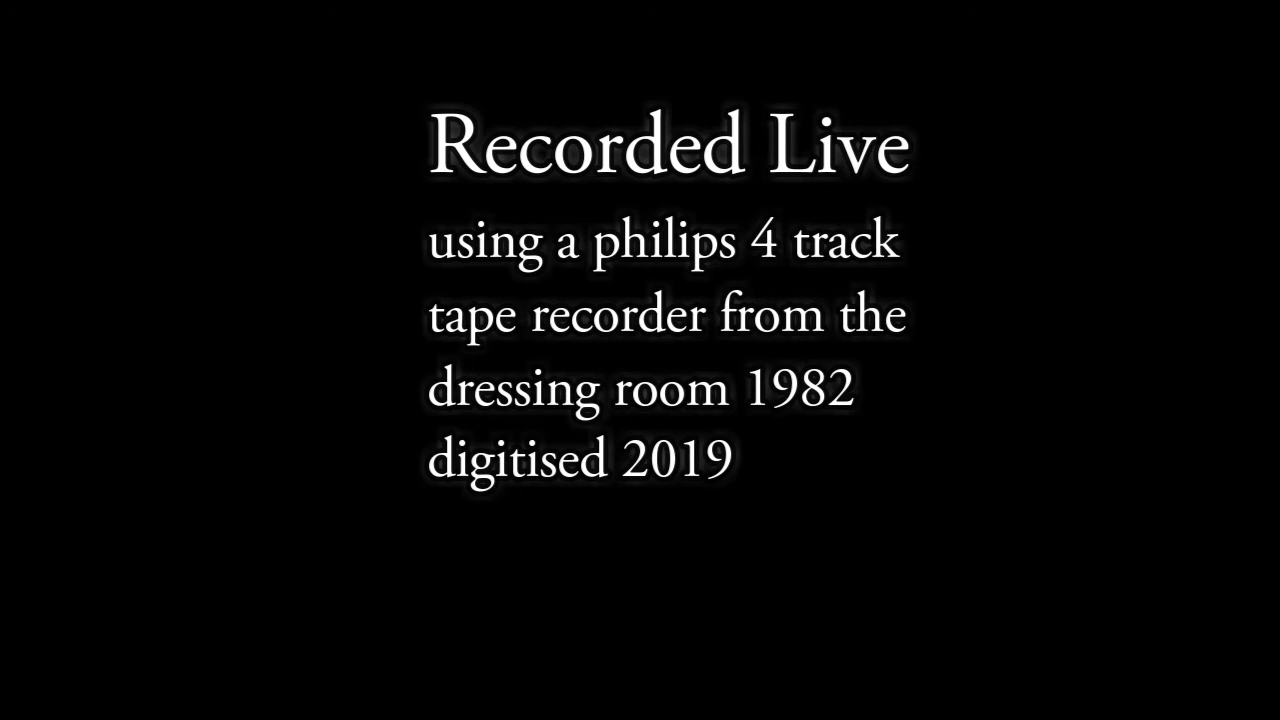 Recorded Live
using a philips 4 track
tape recorder from the
dressing room 1982
digitised 2019